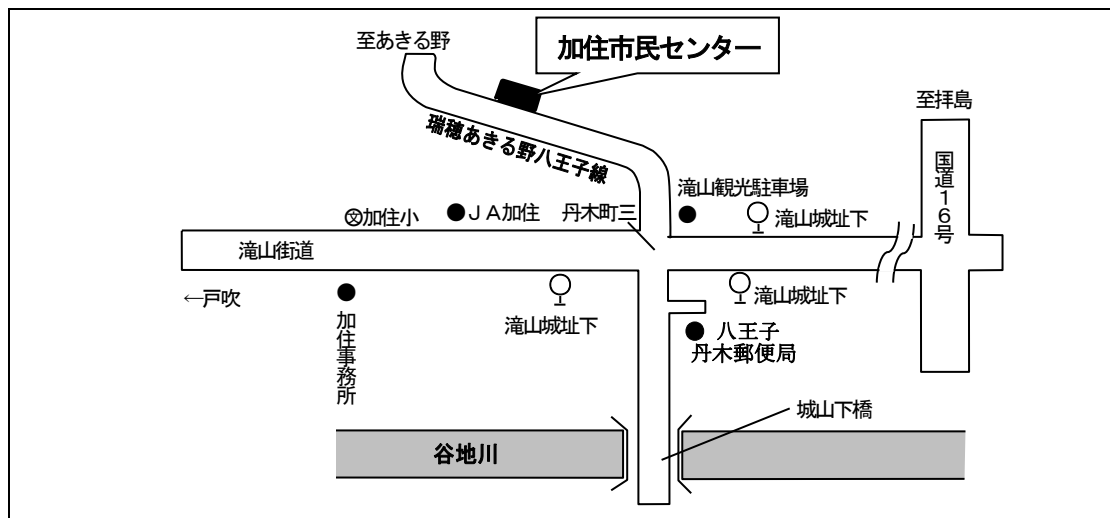 至あきる野
加住市民センター
至拝島
瑞穂あきる野八王子線
国道16号
滝山観光駐車場
㊫加住小
JA加住
丹木町三
滝山城址下
滝山街道
←戸吹
滝山城址下
滝山城址下
加住事務所
八王子
丹木郵便局
城山下橋
谷地川